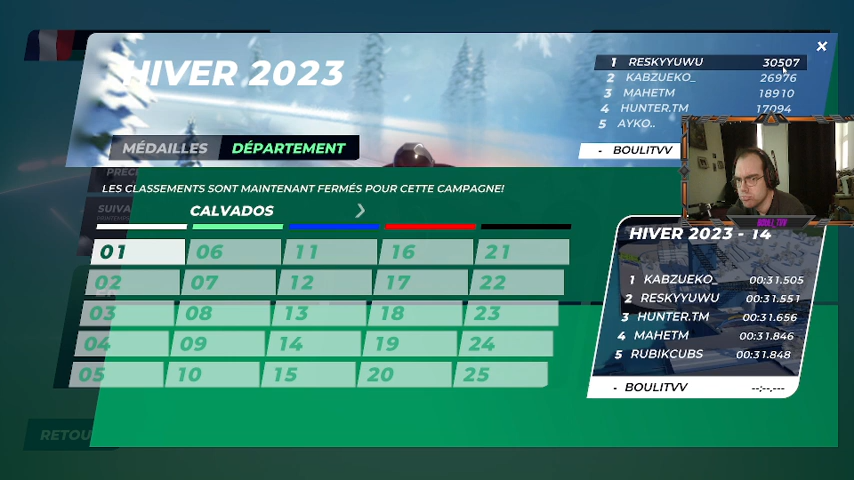 HIVER 2023
1 RESKYYUWU 30507
2 KABZUEKO_ 26976
3 MAHETM 18910
4 HUNTER.TM 17094
5 AYKO..
- BOULITVV
MÉDAILLES DÉPARTEMENT
LES CLASSEMENTS SONT MAINTENANT FERMÉS POUR CETTE CAMPAGNE!
SUIVA
CALVADOS
01 06 11 16 21
02 07 12 17 22
03 08 13 18 23
04 09 14 19 24
05 10 15 20 25
RETOU
HIVER 2023 - 14
1 KABZUEKO_ 00:31.505
2 RESKYYUWU 00:31.551
3 HUNTER.TM 00:31.656
4 MAHETM 00:31.846
5 RUBIKCUBS 00:31.848
- BOULITVV --:--.---